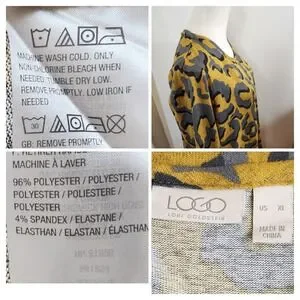 MACHINE WASH COLD. ONLY
NON-CHLORINE BLEACH WHEN
NEEDED. TUMBLE DRY LOW.
REMOVE PROMPTLY. LOW IRON IF
NEEDED
30
GB: REMOVE PROMPTLY
MACHINE À LAVER
96% POLYESTER / POLYESTER /
POLYESTER / POLIESTERE /
POLYESTER
4% SPANDEX / ELASTANE /
ELASTHAN / ELASTAN / ÉLASTHAN
LOGO
LORI GOLDSTEIN
US XL
MADE IN
CHINA